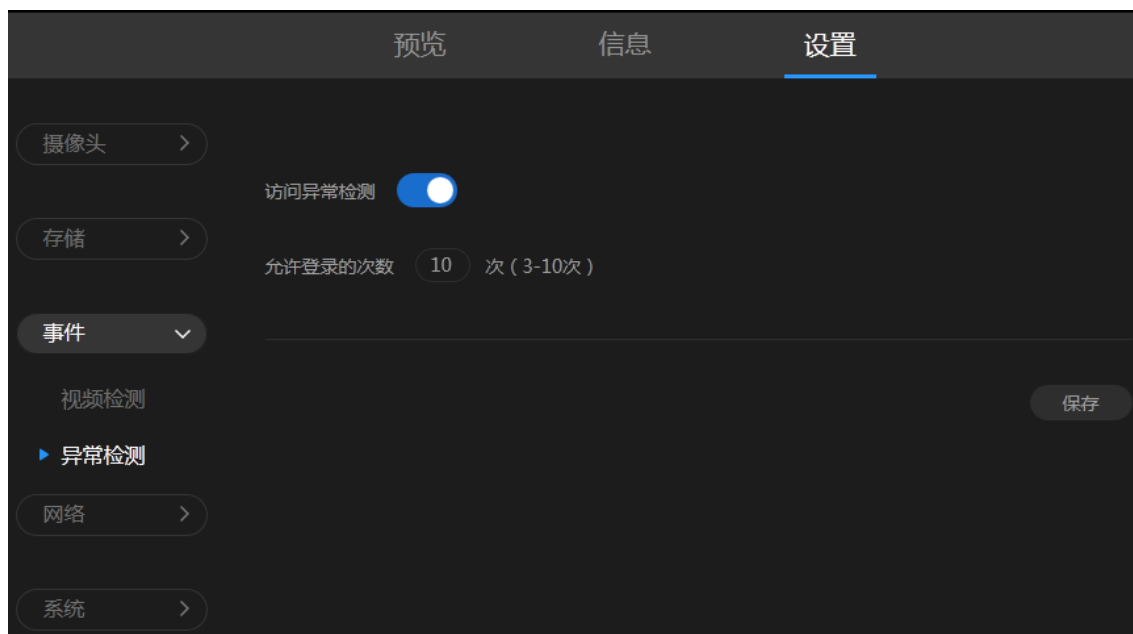 预览 信息 设置
摄像头
访问异常检测
存储
允许登录的次数 10 次 ( 3-10次 )
事件
视频检测
保存
异常检测
网络
系统